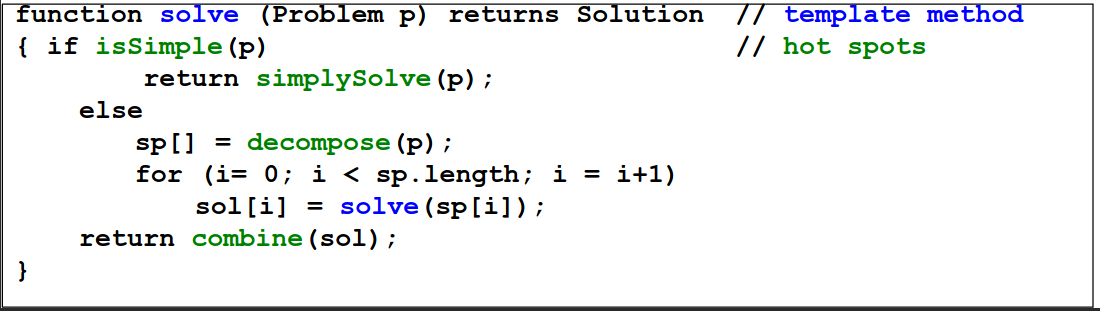 function solve (Problem p) returns Solution // template method
{ if isSimple(p) // hot spots
return simplySolve(p);
else
sp[] = decompose(p);
for (i= 0; i < sp.length; i = i+1)
sol[i] = solve(sp[i]);
return combine(sol);
}